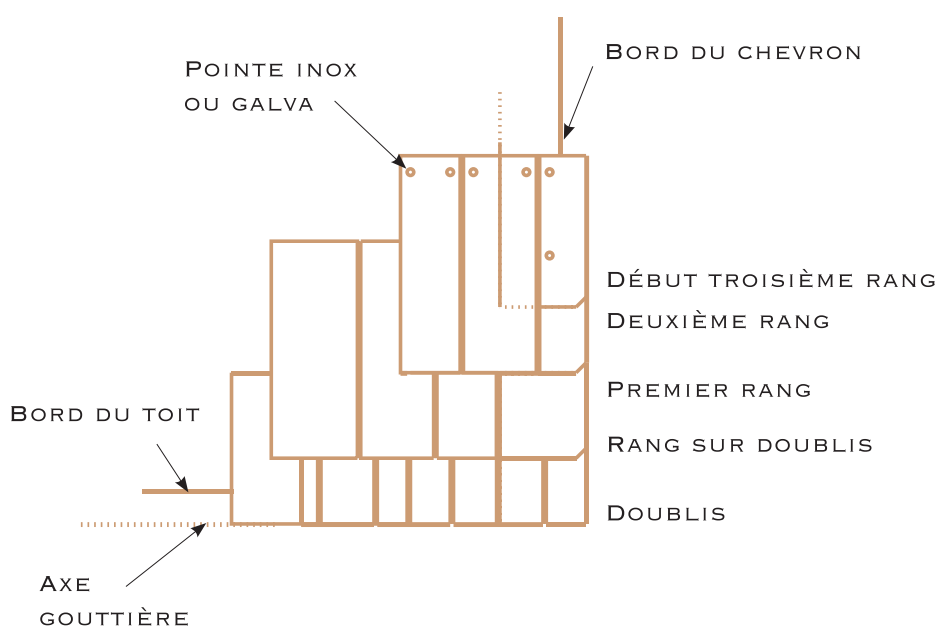 Bord du chevron
Pointe inox
ou galva
Début troisième rang
Deuxième rang
Premier rang
Bord du toit
Rang sur doublis
Doublis
Axe
gouttière